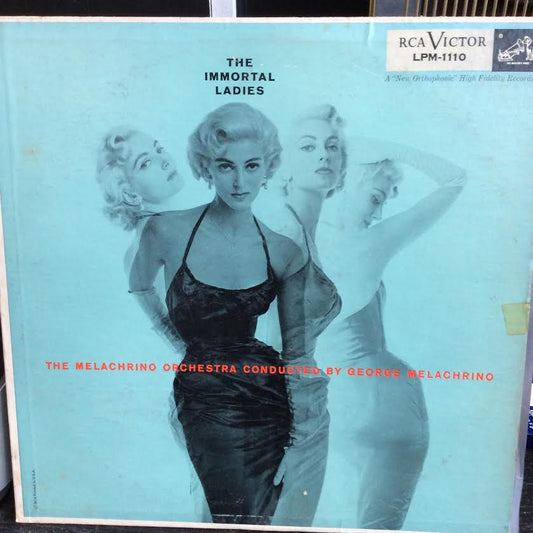 RCA VICTOR
LPM-1110
A "New Orthophonic" High Fidelity Recording
THE
IMMORTAL
LADIES
THE MELACHRINO ORCHESTRA CONDUCTED BY GEORGE MELACHRINO